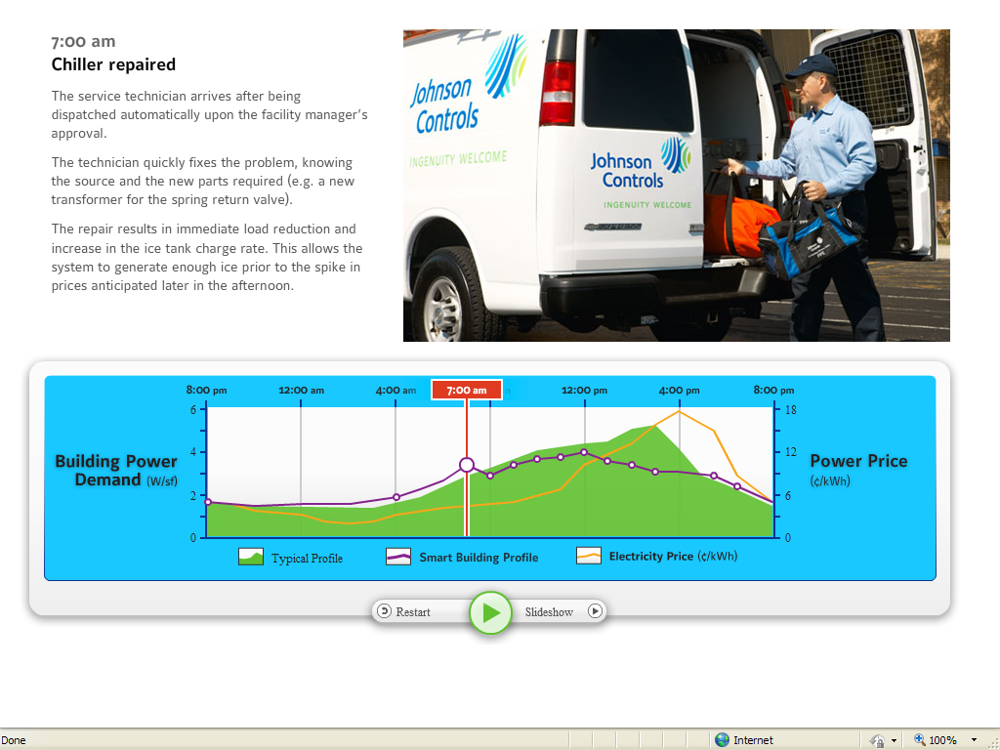 7:00 am
Chiller repaired
The service technician arrives after being
dispatched automatically upon the facility manager's
approval.
The technician quickly fixes the problem, knowing
the source and the new parts required (e.g. a new
transformer for the spring return valve).
The repair results in immediate load reduction and
increase in the ice tank charge rate. This allows the
system to generate enough ice prior to the spike in
prices anticipated later in the afternoon.
Johnson
Controls
INGENUITY WELCOME
Johnson
Controls
INGENUITY WELCOME
8:00 pm 12:00 am 4:00 am 7:00 am 12:00 pm 4:00 pm 8:00 pm
6 18
4 12
2 6
0 0
Building Power
Demand (W/sf)
Power Price
(¢/kWh)
Typical Profile Smart Building Profile Electricity Price (¢/kWh)
Restart Slideshow
Done Internet 100%